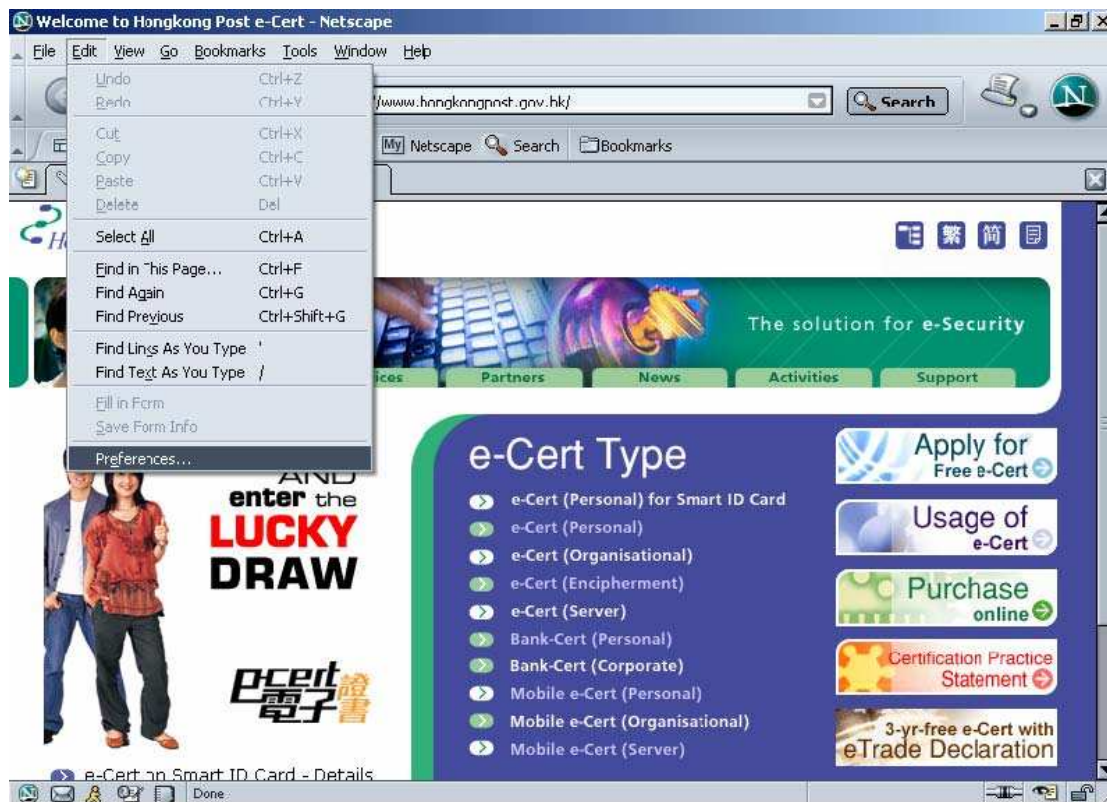 Welcome to Hongkong Post e-Cert - Netscape
File Edit View Go Bookmarks Tools Window Help
Undo Ctrl+Z
Redo Ctrl+Y
Cut Ctrl+X
Copy Ctrl+C
Paste Ctrl+V
Delete Del
Select All Ctrl+A
Find in This Page... Ctrl+F
Find Again Ctrl+G
Find Previous Ctrl+Shift+G
Find Links As You Type '
Find Text As You Type /
Fill in Form
Save Form Info
Preferences...
/www.hongkongpost.gov.hk/
Search
N
My Netscape Search Bookmarks
繁 简
The solution for e-Security
Partners News Activities Support
AND
enter the
LUCKY
DRAW
ecert
電子證書
e-Cert on Smart ID Card - Details
e-Cert Type
e-Cert (Personal) for Smart ID Card
e-Cert (Personal)
e-Cert (Organisational)
e-Cert (Encipherment)
e-Cert (Server)
Bank-Cert (Personal)
Bank-Cert (Corporate)
Mobile e-Cert (Personal)
Mobile e-Cert (Organisational)
Mobile e-Cert (Server)
Apply for
Free e-Cert
Usage of
e-Cert
Purchase
online
Certification Practice
Statement
3-yr-free e-Cert with
eTrade Declaration
Done